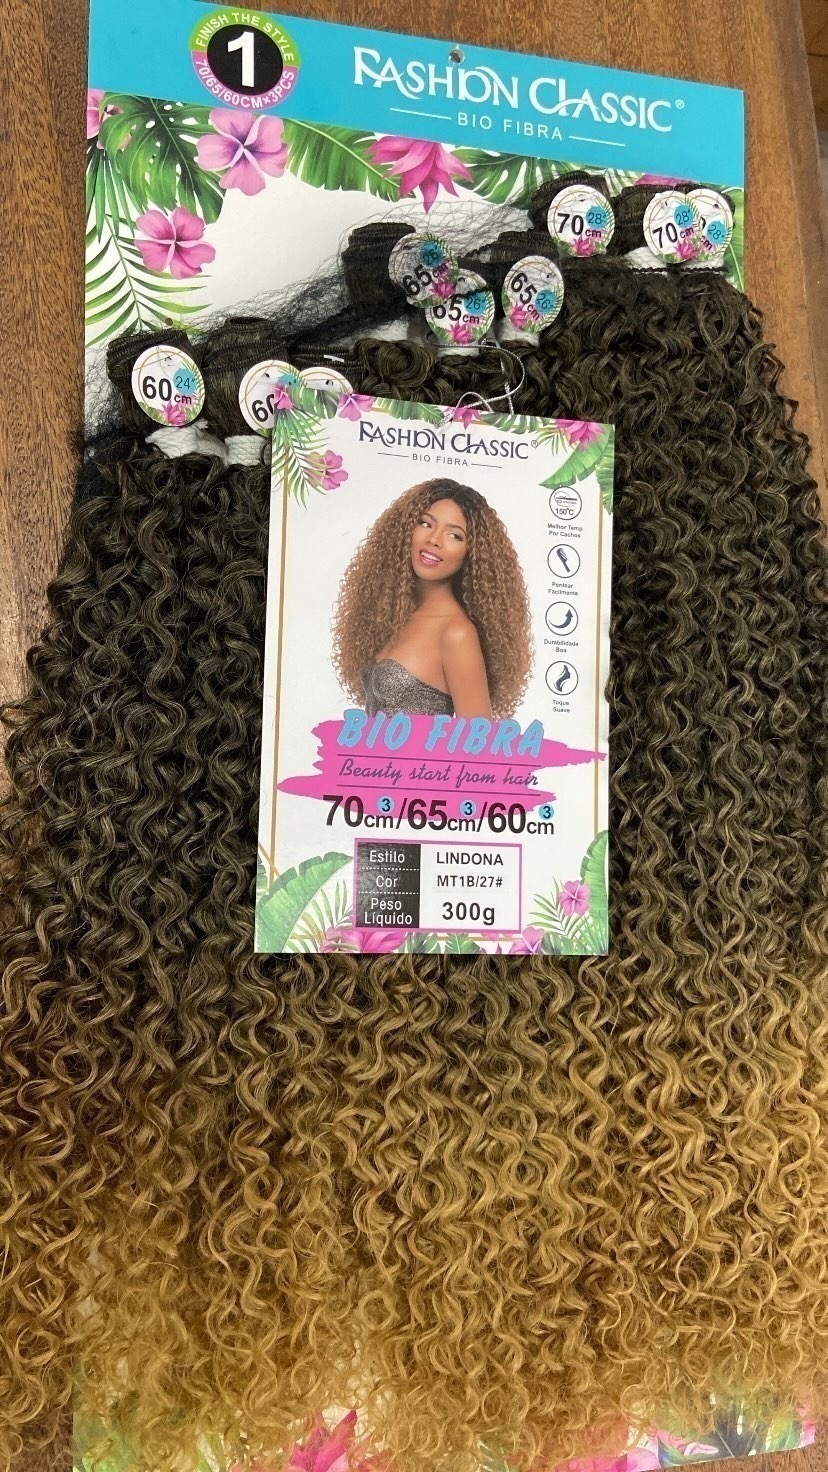 FINISH THE STYLE
1
70/65/60CM×3PCS
FASHION CLASSIC®
BIO FIBRA
70cm 28"
70cm 28"
28"
65cm 26"
65cm 26"
65cm 26"
60cm 24"
FASHION CLASSIC®
BIO FIBRA
150°C
Melhor Temp
Por Cachos
Pentear
Facilmente
Durabilidade
Boa
Toque
Suave
BIO FIBRA
Beauty start from hair
70cm 3/65cm 3/60cm 3
Estilo LINDONA
Cor MT1B/27#
Peso Líquido 300g